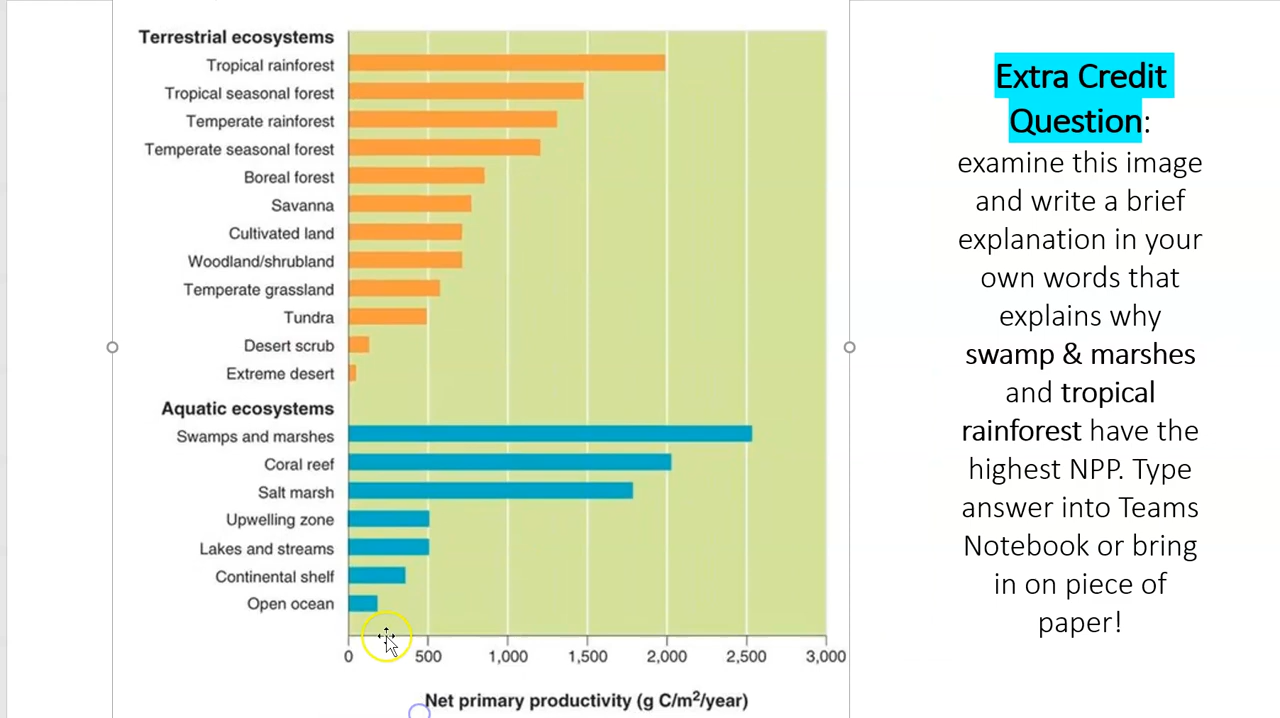 Terrestrial ecosystems
Tropical rainforest
Tropical seasonal forest
Temperate rainforest
Temperate seasonal forest
Boreal forest
Savanna
Cultivated land
Woodland/shrubland
Temperate grassland
Tundra
Desert scrub
Extreme desert
Aquatic ecosystems
Swamps and marshes
Coral reef
Salt marsh
Upwelling zone
Lakes and streams
Continental shelf
Open ocean
0 500 1,000 1,500 2,000 2,500 3,000
Net primary productivity (g C/m²/year)
Extra Credit
Question:
examine this image
and write a brief
explanation in your
own words that
explains why
swamp & marshes
and tropical
rainforest have the
highest NPP. Type
answer into Teams
Notebook or bring
in on piece of
paper!